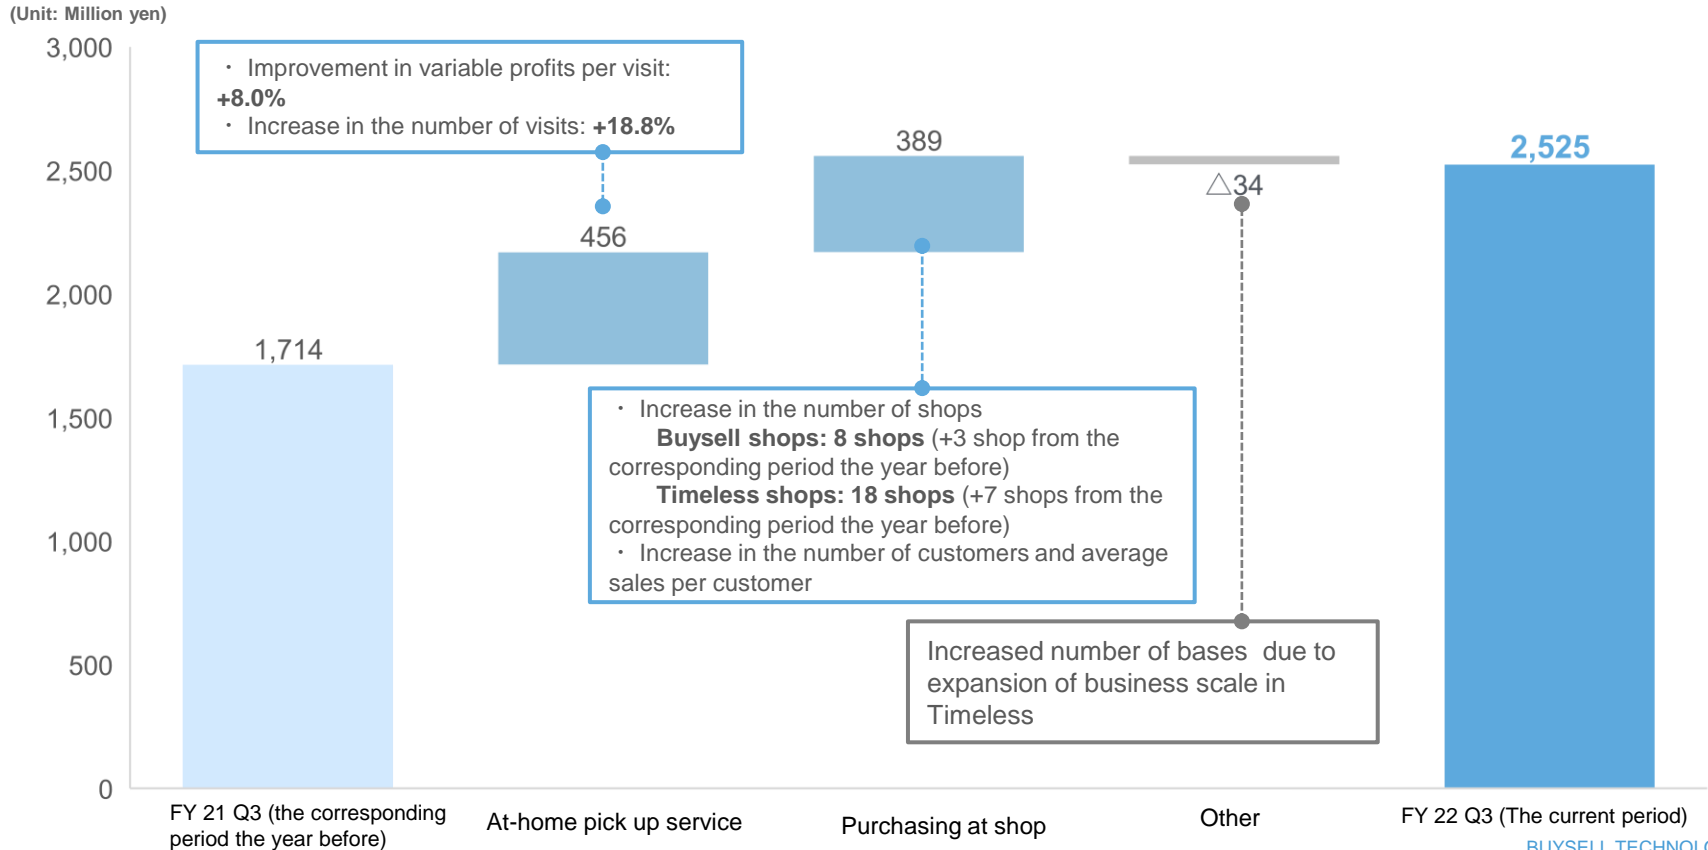 (Unit: Million yen)
3,000
2,500
2,000
1,500
1,000
500
0
・ Improvement in variable profits per visit:
+8.0%
・ Increase in the number of visits: +18.8%
1,714
456
389
△34
2,525
・ Increase in the number of shops
Buysell shops: 8 shops (+3 shop from the
corresponding period the year before)
Timeless shops: 18 shops (+7 shops from the
corresponding period the year before)
・ Increase in the number of customers and average
sales per customer
Increased number of bases due to
expansion of business scale in
Timeless
FY 21 Q3 (the corresponding
period the year before)
At-home pick up service
Purchasing at shop
Other
FY 22 Q3 (The current period)
BUYSELL